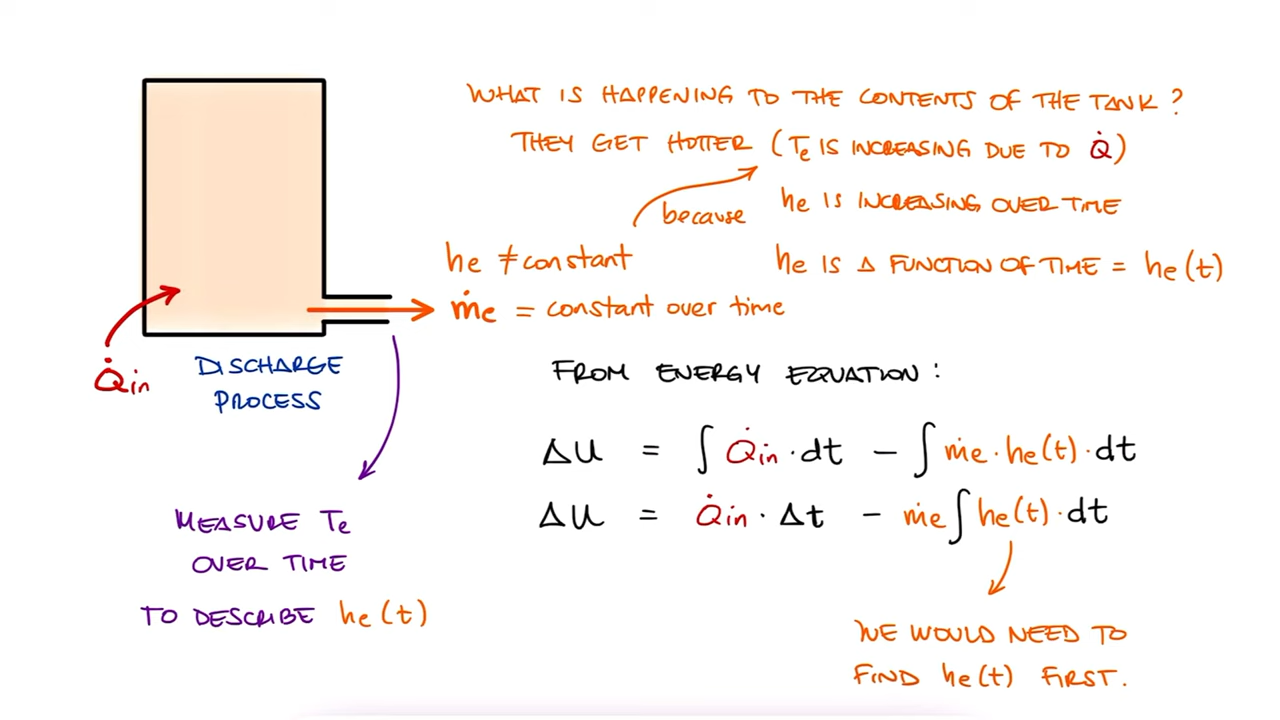 WHAT IS HAPPENING TO THE CONTENTS OF THE TANK?
THEY GET HOTTER (Te IS INCREASING DUE TO Q̇)
because
he IS INCREASING OVER TIME
he ≠ constant
he IS A FUNCTION OF TIME = he(t)
ṁe = constant over time
Q̇in
DISCHARGE
PROCESS
FROM ENERGY EQUATION:
ΔU = ∫ Q̇in · dt − ∫ ṁe · he(t) · dt
ΔU = Q̇in · Δt − ṁe ∫ he(t) · dt
MEASURE Te
OVER TIME
TO DESCRIBE he(t)
WE WOULD NEED TO
FIND he(t) FIRST.